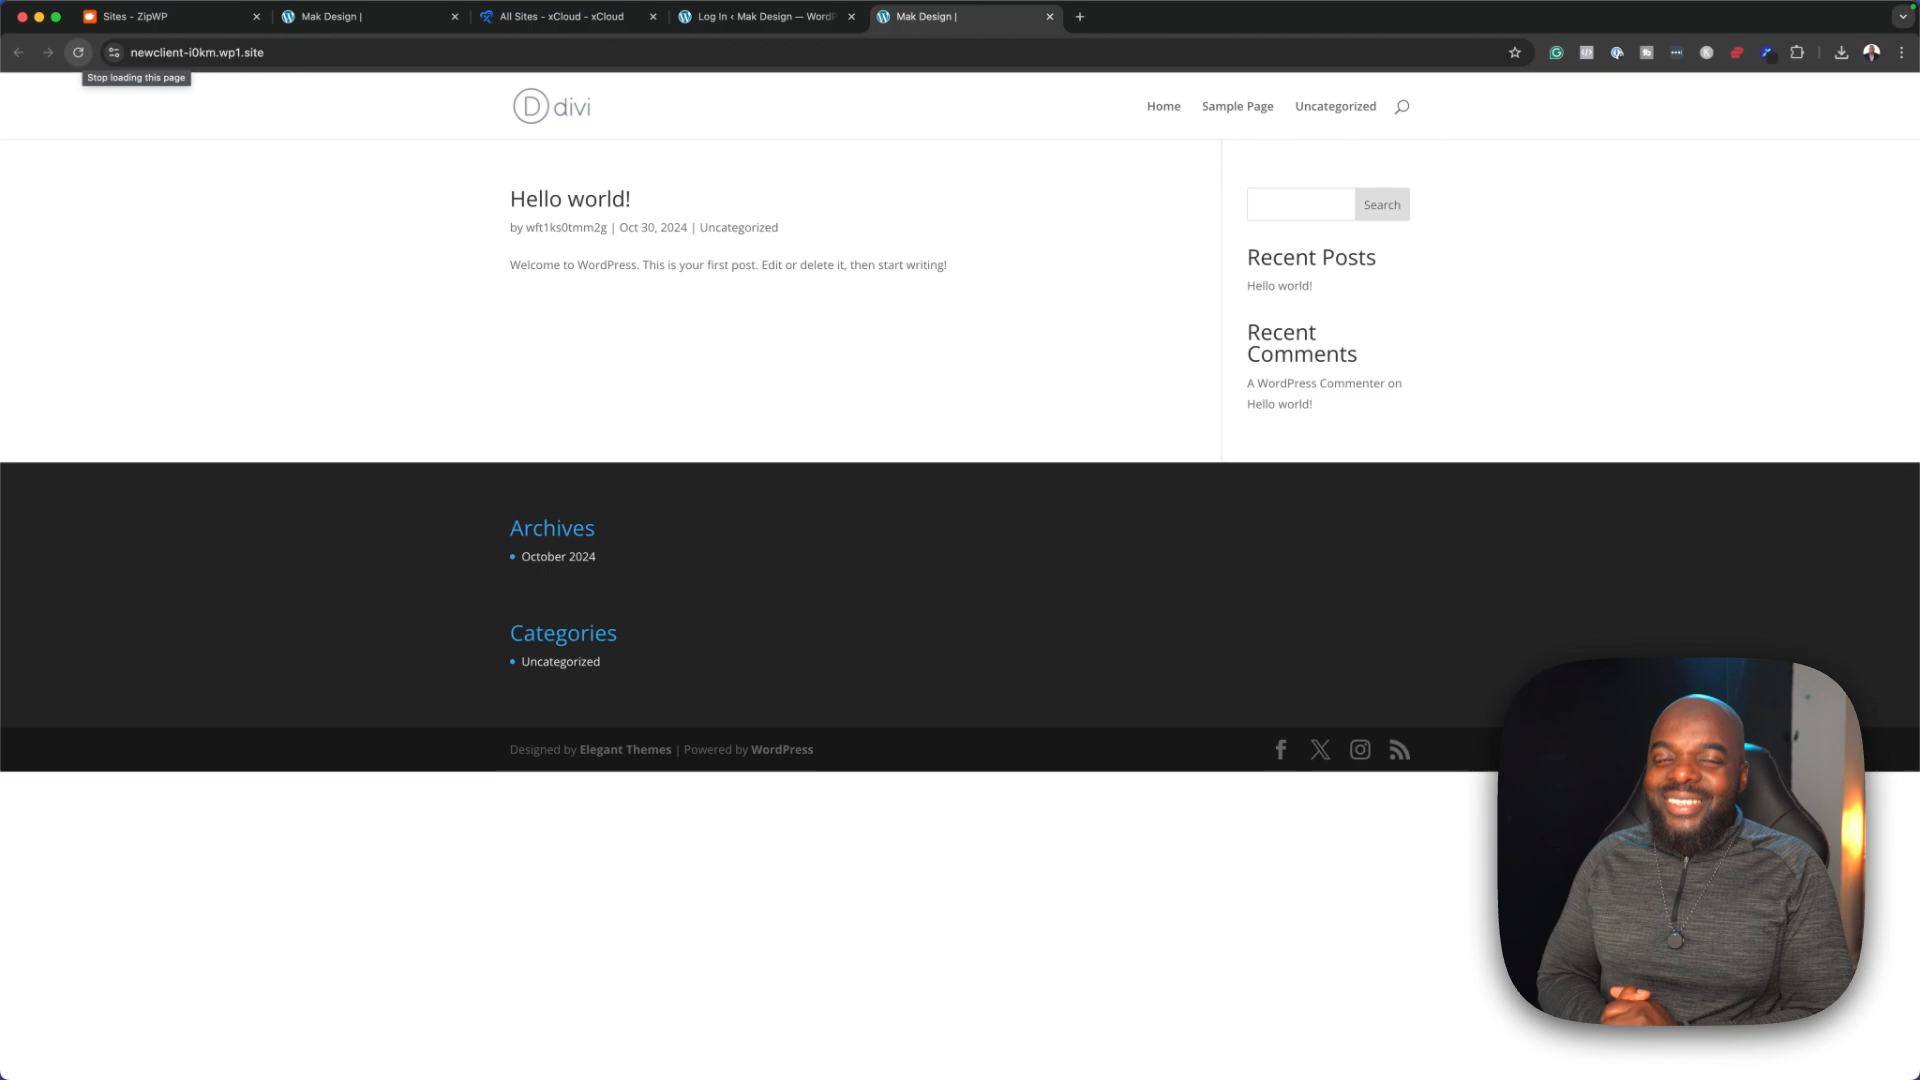 Sites - ZipWP
Mak Design |
All Sites - xCloud - xCloud
Log In ‹ Mak Design — WordP
Mak Design |
newclient-i0km.wp1.site
Stop loading this page
D divi
Home
Sample Page
Uncategorized
Hello world!
by wft1ks0tmm2g | Oct 30, 2024 | Uncategorized
Welcome to WordPress. This is your first post. Edit or delete it, then start writing!
Search
Recent Posts
Hello world!
Recent
Comments
A WordPress Commenter on
Hello world!
Archives
October 2024
Categories
Uncategorized
Designed by Elegant Themes | Powered by WordPress